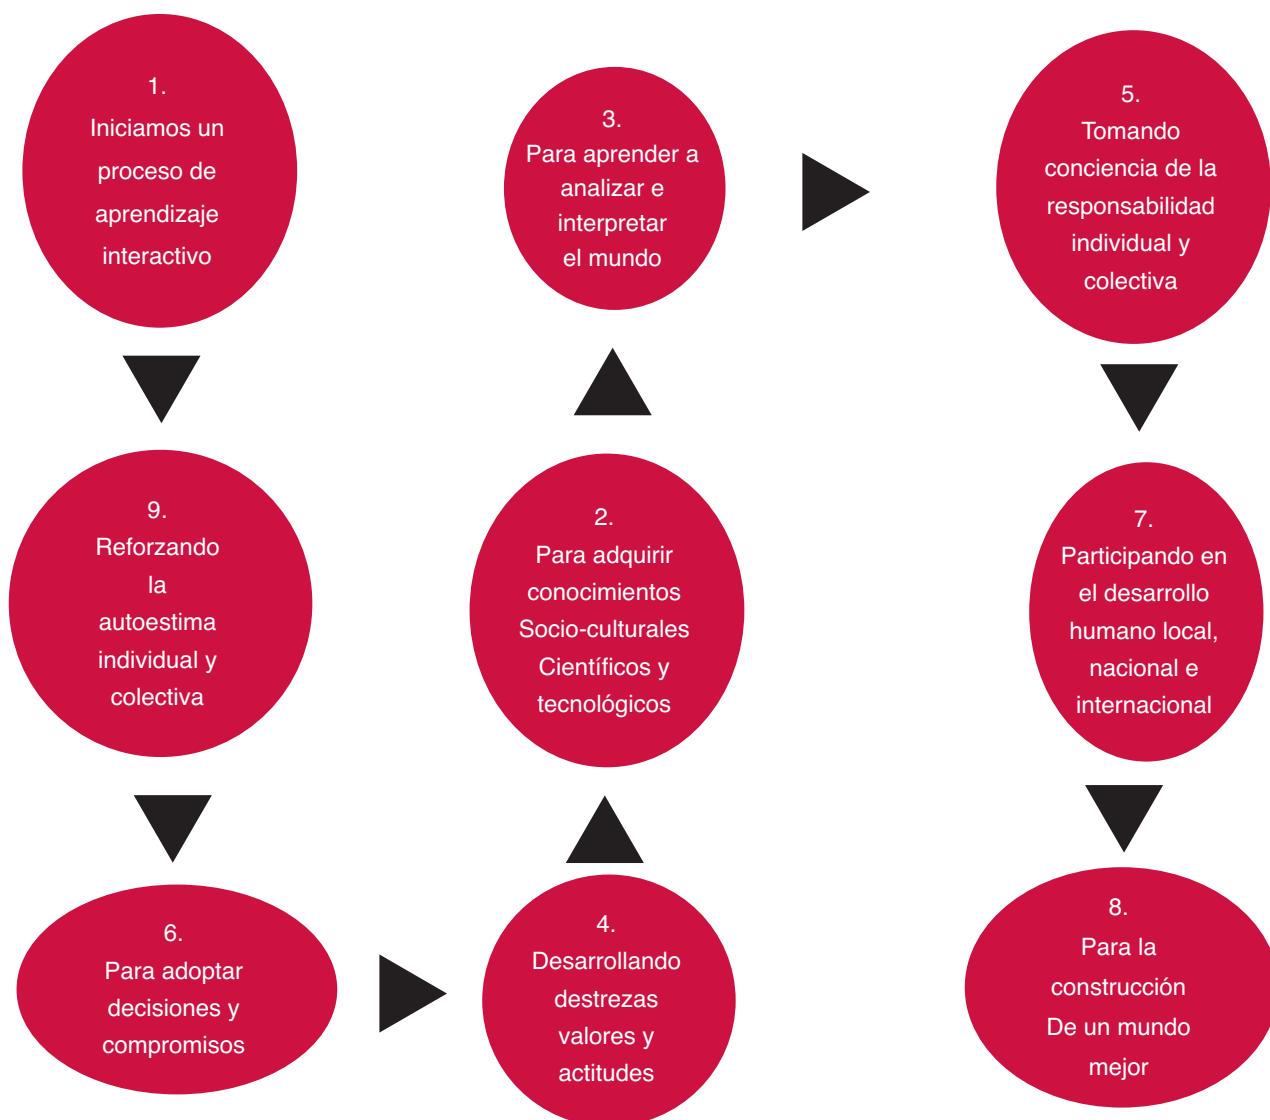 1.
Iniciamos un
proceso de
aprendizaje
interactivo
9.
Reforzando
la
autoestima
individual y
colectiva
6.
Para adoptar
decisiones y
compromisos
4.
Desarrollando
destrezas
valores y
actitudes
2.
Para adquirir
conocimientos
Socio-culturales
Científicos y
tecnológicos
3.
Para aprender a
analizar e
interpretar
el mundo
5.
Tomando
conciencia de la
responsabilidad
individual y
colectiva
7.
Participando en
el desarrollo
humano local,
nacional e
internacional
8.
Para la
construcción
De un mundo
mejor